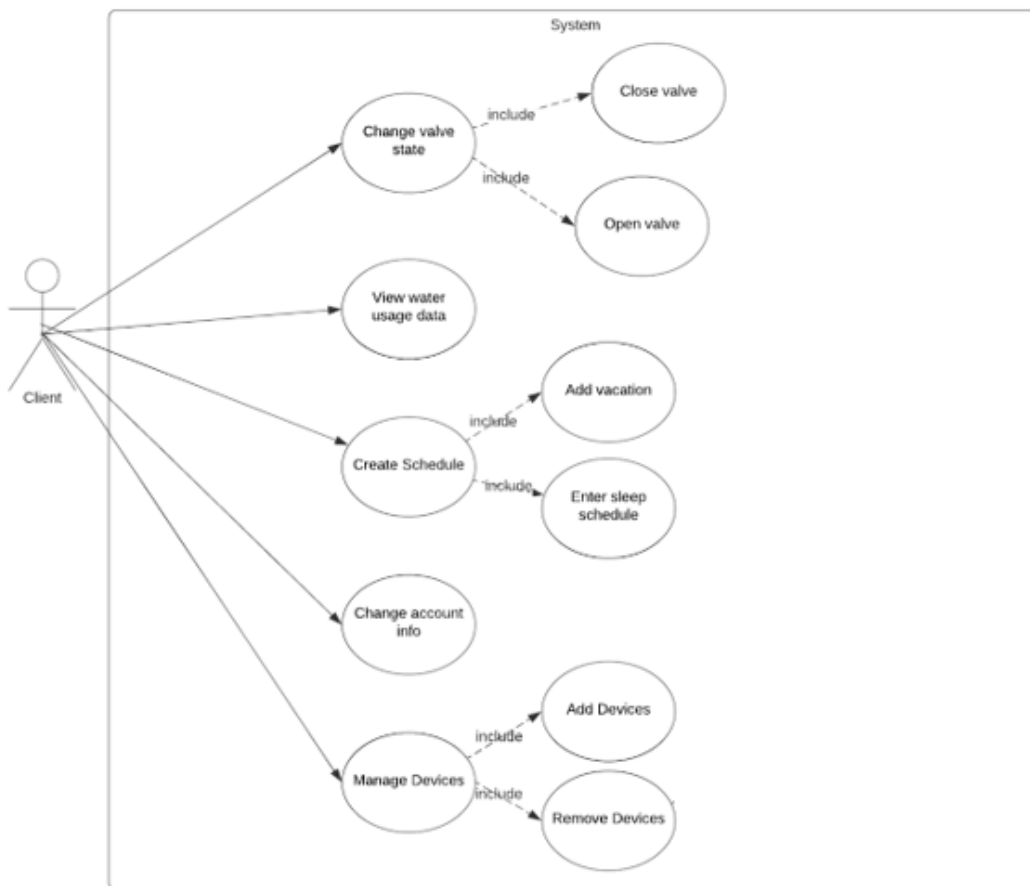 System
Close valve
include
Change valve
state
include
Open valve
View water
usage data
Client
Add vacation
include
Create Schedule
include
Enter sleep
schedule
Change account
info
Add Devices
include
Manage Devices
include
Remove Devices